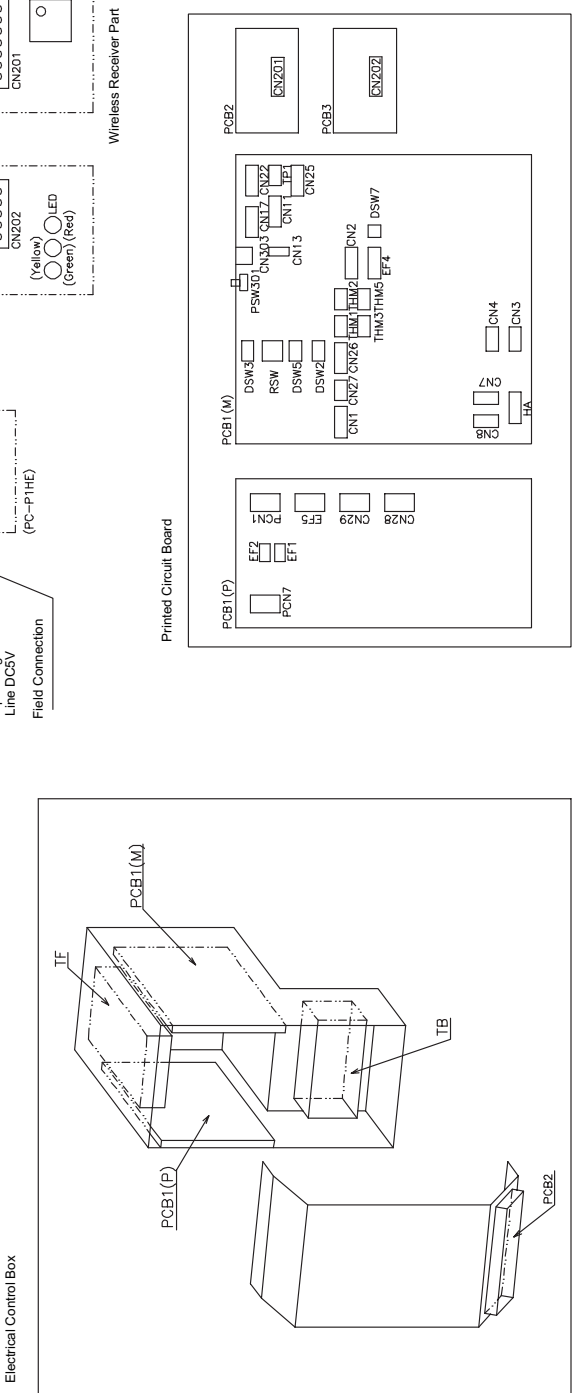 CN201
Wireless Receiver Part
CN202
(Yellow)
LED
(Green)
(Red)
(PC-P1HE)
Line DC5V
Field Connection
Printed Circuit Board
PCB2
CN201
PCB3
CN202
PCB1(M)
CN22
TP1
CN25
CN17
CN11
CN303
CN13
PSW301
DSW7
CN2
EF4
THM2
THM5
THM1
THM3
DSW3
RSW
DSW5
DSW2
CN26
CN27
CN1
CN4
CN3
CN7
CN8
HA
PCB1(P)
PCN1
EF5
CN29
CN28
EF2
EF1
PCN7
Electrical Control Box
PCB1(M)
TF
TB
PCB1(P)
PCB2